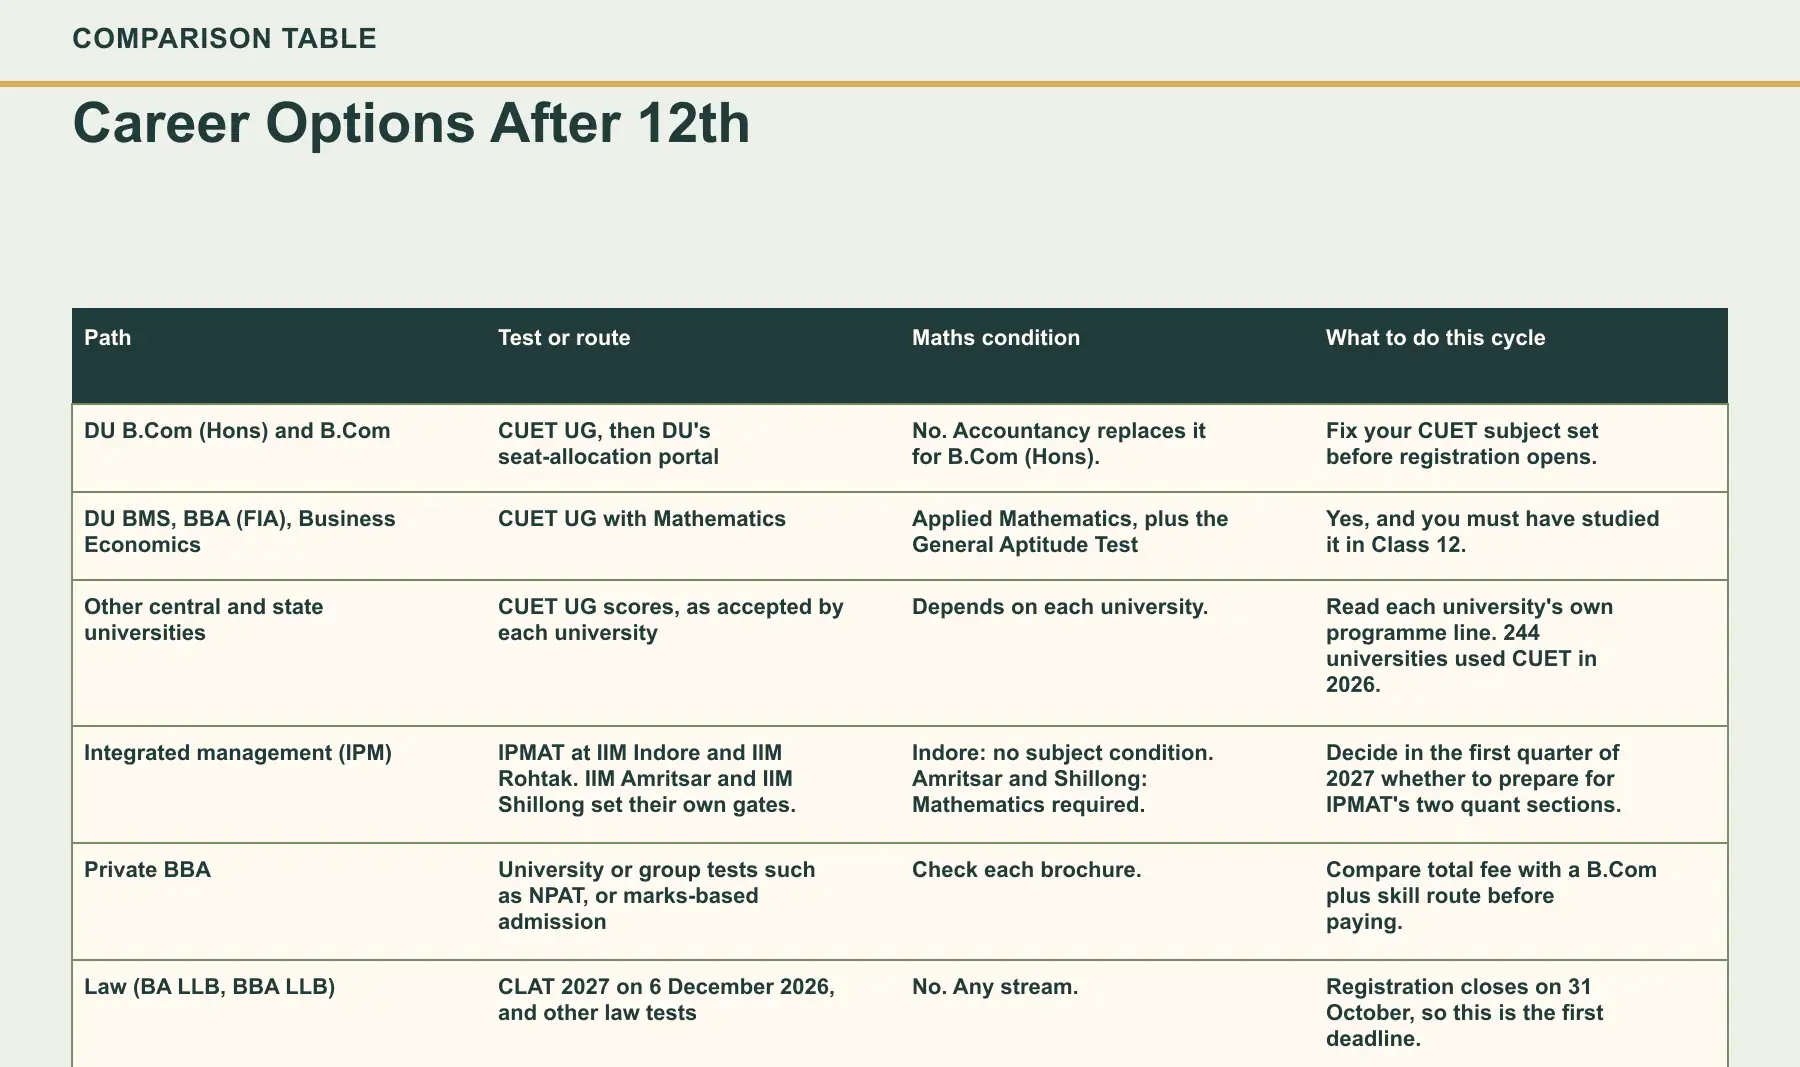 COMPARISON TABLE
Career Options After 12th
Path
Test or route
Maths condition
What to do this cycle
DU B.Com (Hons) and B.Com
CUET UG, then DU's
seat-allocation portal
No. Accountancy replaces it
for B.Com (Hons).
Fix your CUET subject set
before registration opens.
DU BMS, BBA (FIA), Business
Economics
CUET UG with Mathematics
Applied Mathematics, plus the
General Aptitude Test
Yes, and you must have studied
it in Class 12.
Other central and state
universities
CUET UG scores, as accepted by
each university
Depends on each university.
Read each university's own
programme line. 244
universities used CUET in
2026.
Integrated management (IPM)
IPMAT at IIM Indore and IIM
Rohtak. IIM Amritsar and IIM
Shillong set their own gates.
Indore: no subject condition.
Amritsar and Shillong:
Mathematics required.
Decide in the first quarter of
2027 whether to prepare for
IPMAT's two quant sections.
Private BBA
University or group tests such
as NPAT, or marks-based
admission
Check each brochure.
Compare total fee with a B.Com
plus skill route before
paying.
Law (BA LLB, BBA LLB)
CLAT 2027 on 6 December 2026,
and other law tests
No. Any stream.
Registration closes on 31
October, so this is the first
deadline.